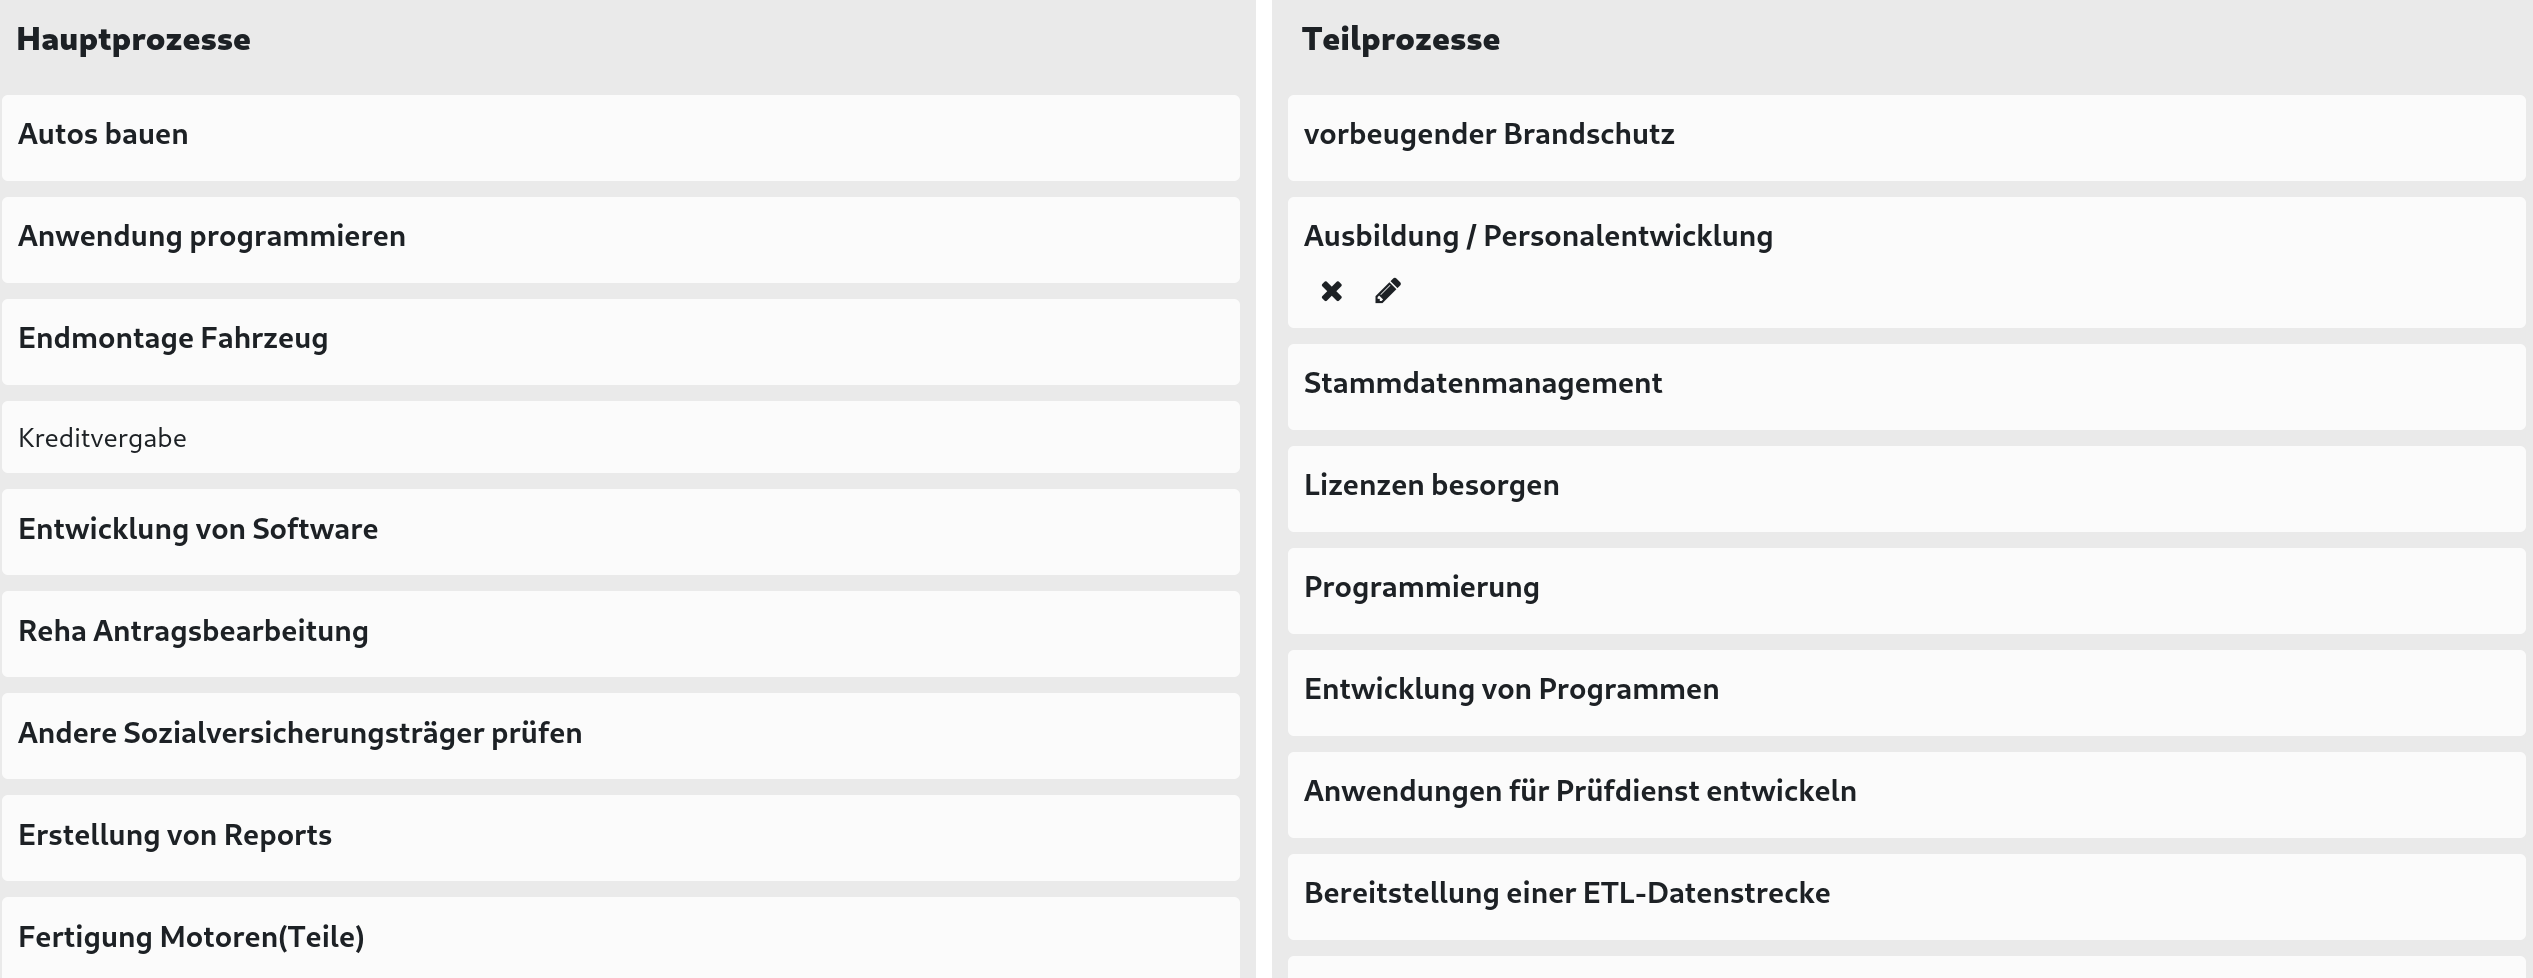 Hauptprozesse
Autos bauen
Anwendung programmieren
Endmontage Fahrzeug
Kreditvergabe
Entwicklung von Software
Reha Antragsbearbeitung
Andere Sozialversicherungsträger prüfen
Erstellung von Reports
Fertigung Motoren(Teile)
Teilprozesse
vorbeugender Brandschutz
Ausbildung / Personalentwicklung
Stammdatenmanagement
Lizenzen besorgen
Programmierung
Entwicklung von Programmen
Anwendungen für Prüfdienst entwickeln
Bereitstellung einer ETL-Datenstrecke